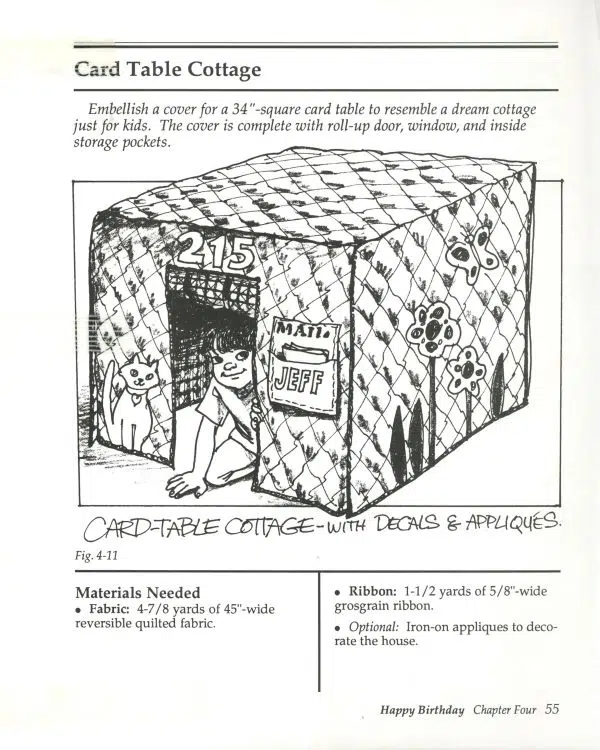 Card Table Cottage
Embellish a cover for a 34"-square card table to resemble a dream cottage
just for kids. The cover is complete with roll-up door, window, and inside
storage pockets.
215
MAIL
JEFF
CARD-TABLE COTTAGE-WITH DECALS & APPLIQUÉS.
Fig. 4-11
Materials Needed
• Fabric: 4-7/8 yards of 45"-wide
reversible quilted fabric.
• Ribbon: 1-1/2 yards of 5/8"-wide
grosgrain ribbon.
• Optional: Iron-on appliques to deco-
rate the house.
Happy Birthday Chapter Four 55